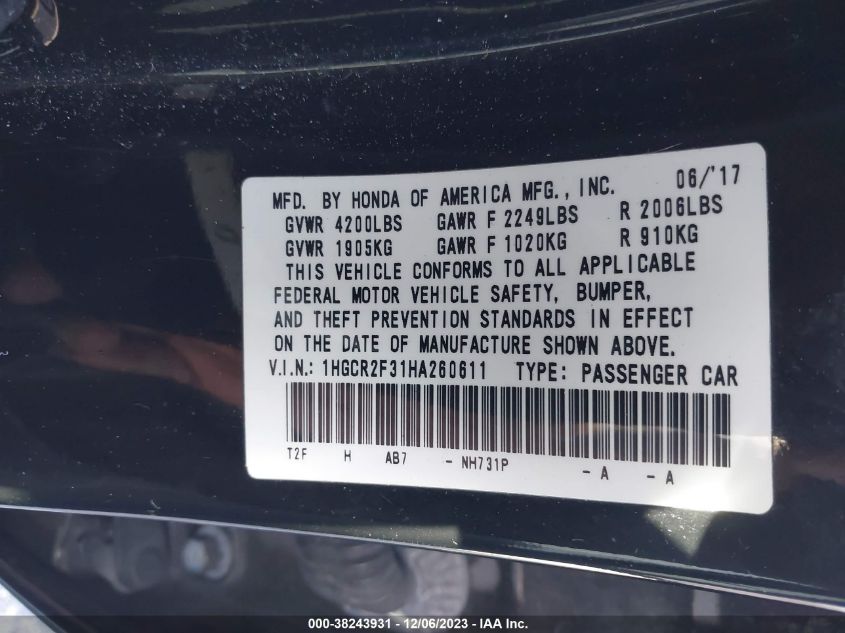 MFD. BY HONDA OF AMERICA MFG., INC. 06/'17
GVWR 4200LBS GAWR F 2249LBS R 2006LBS
GVWR 1905KG GAWR F 1020KG R 910KG
THIS VEHICLE CONFORMS TO ALL APPLICABLE
FEDERAL MOTOR VEHICLE SAFETY, BUMPER,
AND THEFT PREVENTION STANDARDS IN EFFECT
ON THE DATE OF MANUFACTURE SHOWN ABOVE.
V.I.N.: 1HGCR2F31HA260611 TYPE: PASSENGER CAR
T2F H AB7 - NH731P - A - A
000-38243931 - 12/06/2023 - IAA Inc.